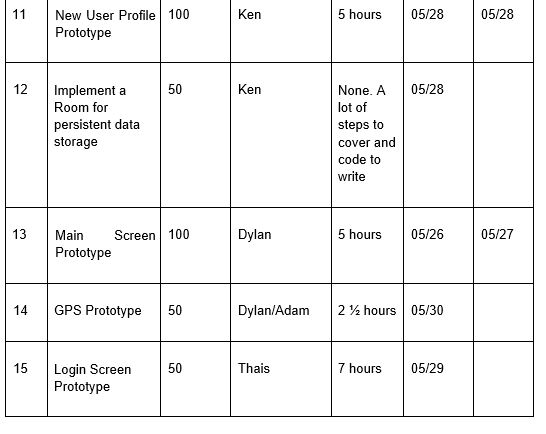 11 New User Profile 100 Ken 5 hours 05/28 05/28
Prototype
12 Implement a 50 Ken None. A 05/28
Room for lot of
persistent data steps to
storage cover and
code to
write
13 Main Screen 100 Dylan 5 hours 05/26 05/27
Prototype
14 GPS Prototype 50 Dylan/Adam 2 ½ hours 05/30
15 Login Screen 50 Thais 7 hours 05/29
Prototype